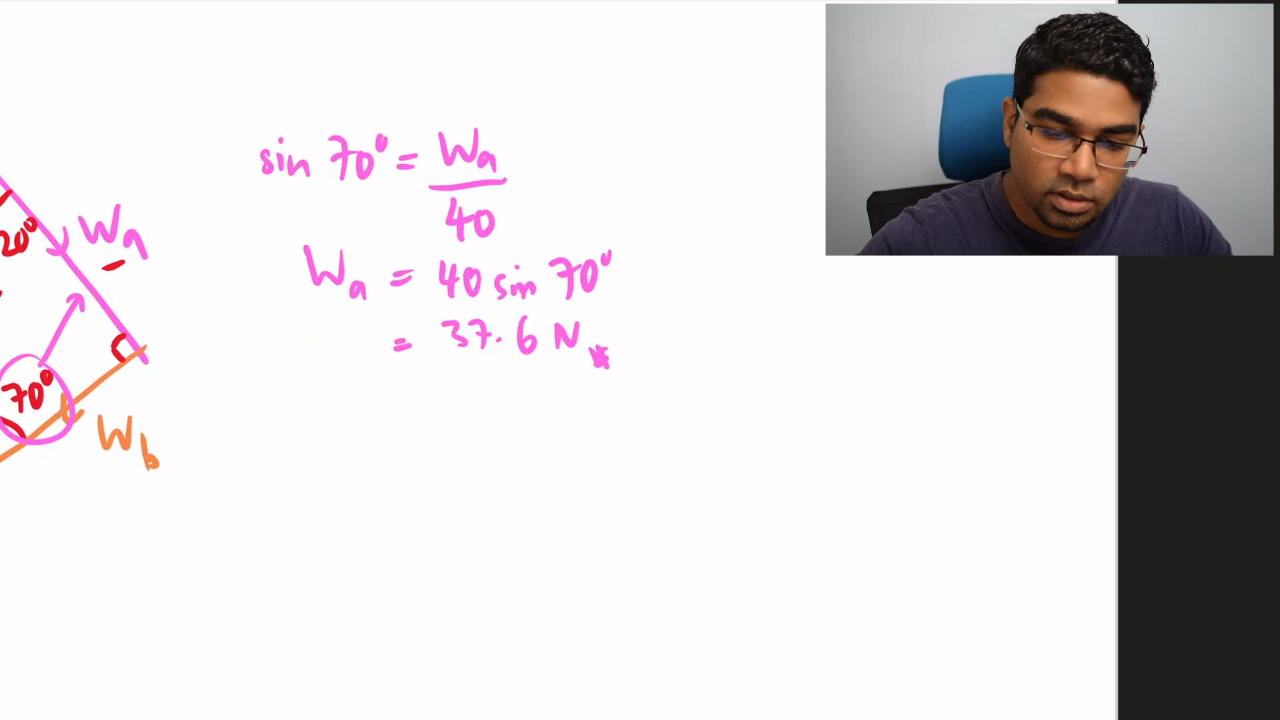 sin 70° = Wa
40
Wa = 40 sin 70°
= 37.6 N
20°
Wa
70°
Wb